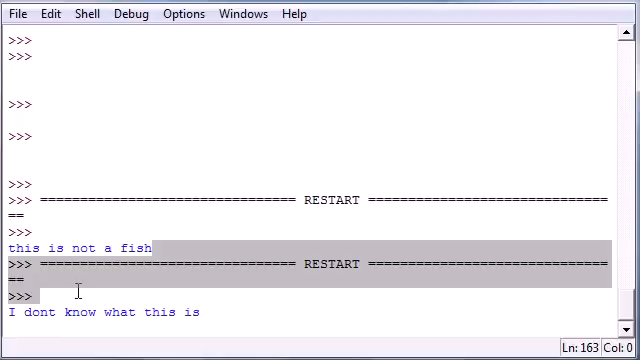 File Edit Shell Debug Options Windows Help
>>>
>>>
>>>
>>>
>>>
>>> ================================ RESTART ==============================
==
>>>
this is not a fish
>>> ================================ RESTART ==============================
==
>>>
I dont know what this is
Ln: 163 Col: 0